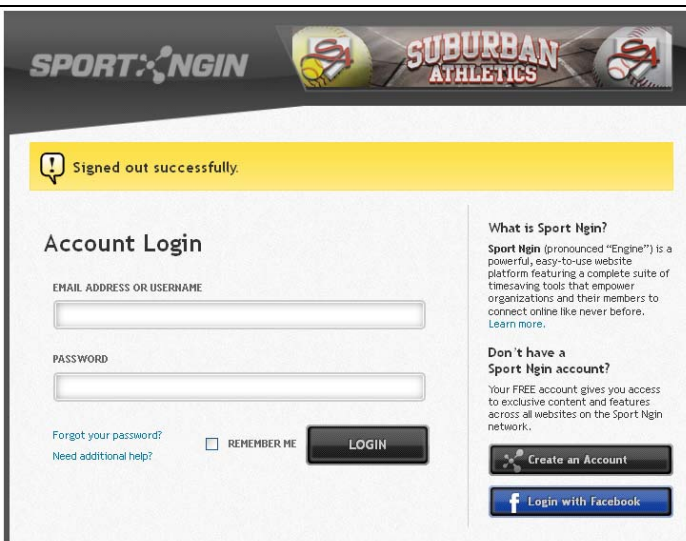 SPORT NGIN
SUBURBAN
ATHLETICS
Signed out successfully.
Account Login
EMAIL ADDRESS OR USERNAME
PASSWORD
Forgot your password?
Need additional help?
REMEMBER ME
LOGIN
What is Sport Ngin?
Sport Ngin (pronounced “Engine”) is a
powerful, easy-to-use website
platform featuring a complete suite of
timesaving tools that empower
organizations and their members to
connect online like never before.
Learn more.
Don't have a
Sport Ngin account?
Your FREE account gives you access
to exclusive content and features
across all websites on the Sport Ngin
network.
Create an Account
f Login with Facebook